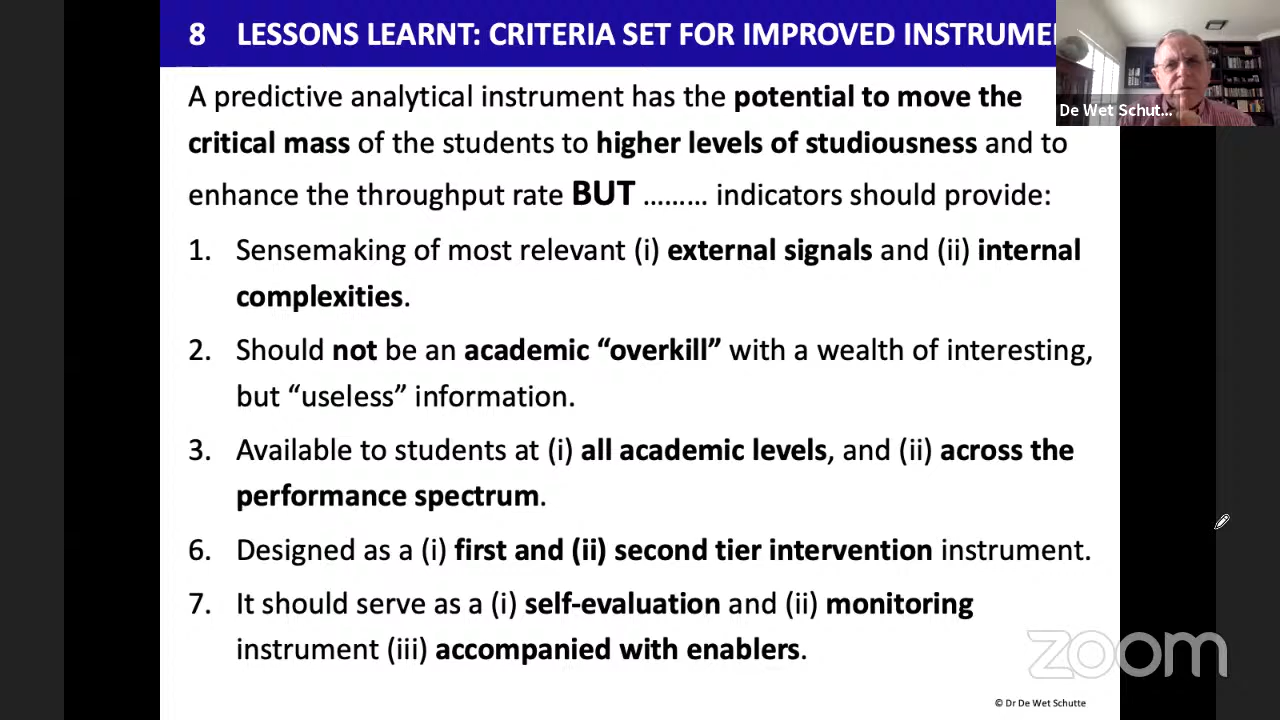 8 LESSONS LEARNT: CRITERIA SET FOR IMPROVED INSTRUME
De Wet Schut...
A predictive analytical instrument has the potential to move the
critical mass of the students to higher levels of studiousness and to
enhance the throughput rate BUT ......... indicators should provide:
1. Sensemaking of most relevant (i) external signals and (ii) internal
complexities.
2. Should not be an academic “overkill” with a wealth of interesting,
but “useless” information.
3. Available to students at (i) all academic levels, and (ii) across the
performance spectrum.
6. Designed as a (i) first and (ii) second tier intervention instrument.
7. It should serve as a (i) self-evaluation and (ii) monitoring
instrument (iii) accompanied with enablers.
zoom
© Dr De Wet Schutte